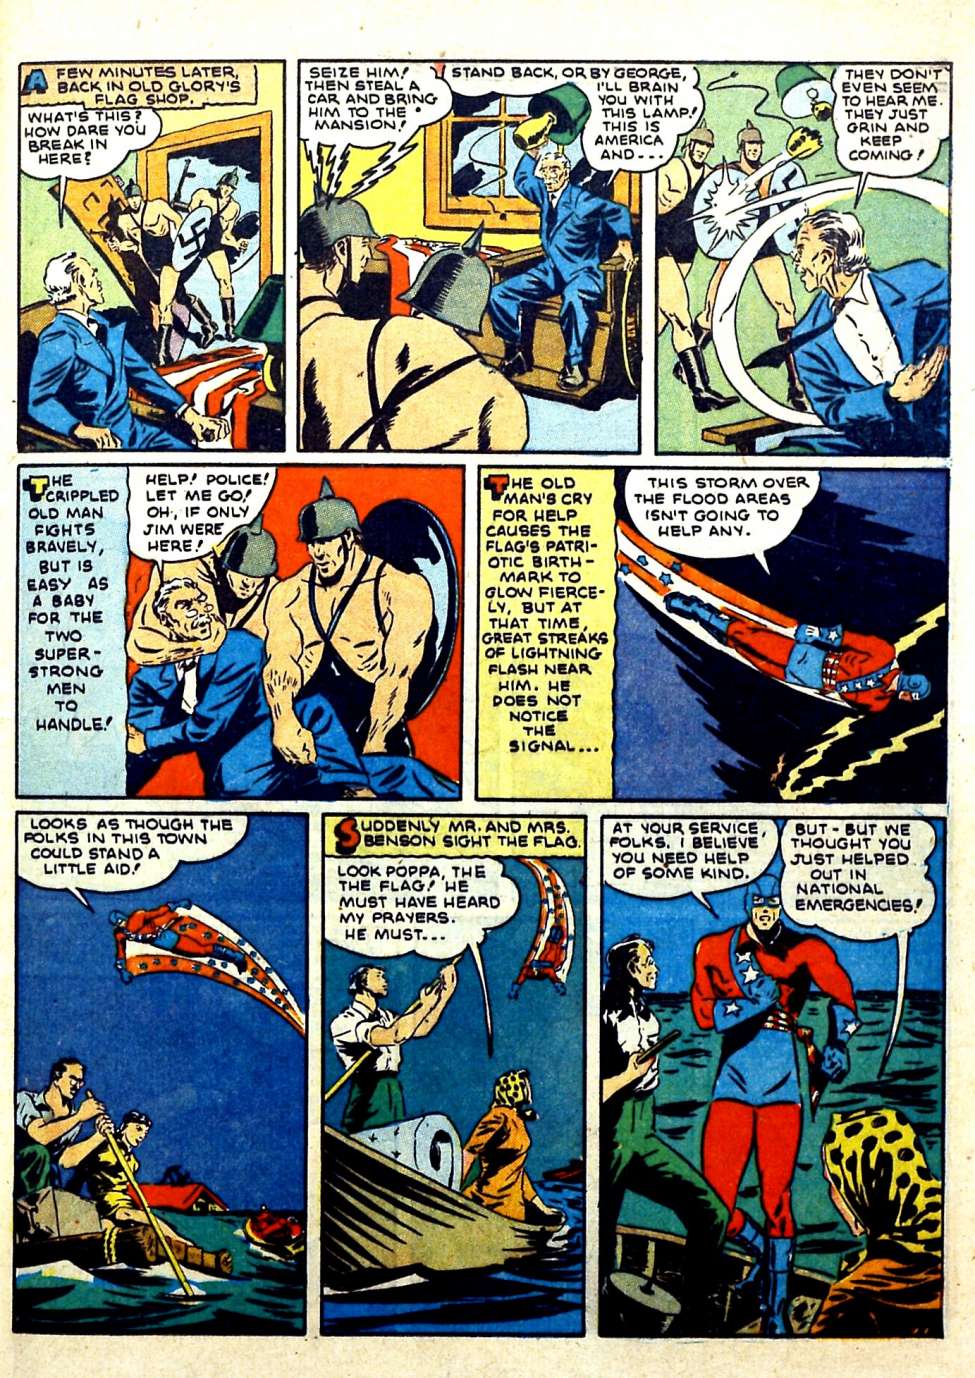 A FEW MINUTES LATER,
BACK IN OLD GLORY'S
FLAG SHOP.
WHAT'S THIS?
HOW DARE YOU
BREAK IN
HERE?
SEIZE HIM!
THEN STEAL A
CAR AND BRING
HIM TO THE
MANSION!
STAND BACK, OR BY GEORGE,
I'LL BRAIN
YOU WITH
THIS LAMP!
THIS IS
AMERICA
AND...
THEY DON'T
EVEN SEEM
TO HEAR ME.
THEY JUST
GRIN AND
KEEP
COMING!
THE
CRIPPLED
OLD MAN
FIGHTS
BRAVELY,
BUT IS
EASY AS
A BABY
FOR THE
TWO
SUPER-
STRONG
MEN
TO
HANDLE!
HELP! POLICE!
LET ME GO!
OH, IF ONLY
JIM WERE
HERE!
THE OLD
MAN'S CRY
FOR HELP
CAUSES THE
FLAG'S PATRI-
OTIC BIRTH-
MARK TO
GLOW FIERCE-
LY, BUT AT
THAT TIME,
GREAT STREAKS
OF LIGHTNING
FLASH NEAR
HIM. HE
DOES NOT
NOTICE
THE
SIGNAL...
THIS STORM OVER
THE FLOOD AREAS
ISN'T GOING TO
HELP ANY.
LOOKS AS THOUGH THE
FOLKS IN THIS TOWN
COULD STAND A
LITTLE AID!
SUDDENLY MR. AND MRS.
BENSON SIGHT THE FLAG.
LOOK POPPA, THE
THE FLAG! HE
MUST HAVE HEARD
MY PRAYERS.
HE MUST...
AT YOUR SERVICE,
FOLKS. I BELIEVE
YOU NEED HELP
OF SOME KIND.
BUT-BUT WE
THOUGHT YOU
JUST HELPED
OUT IN
NATIONAL
EMERGENCIES!